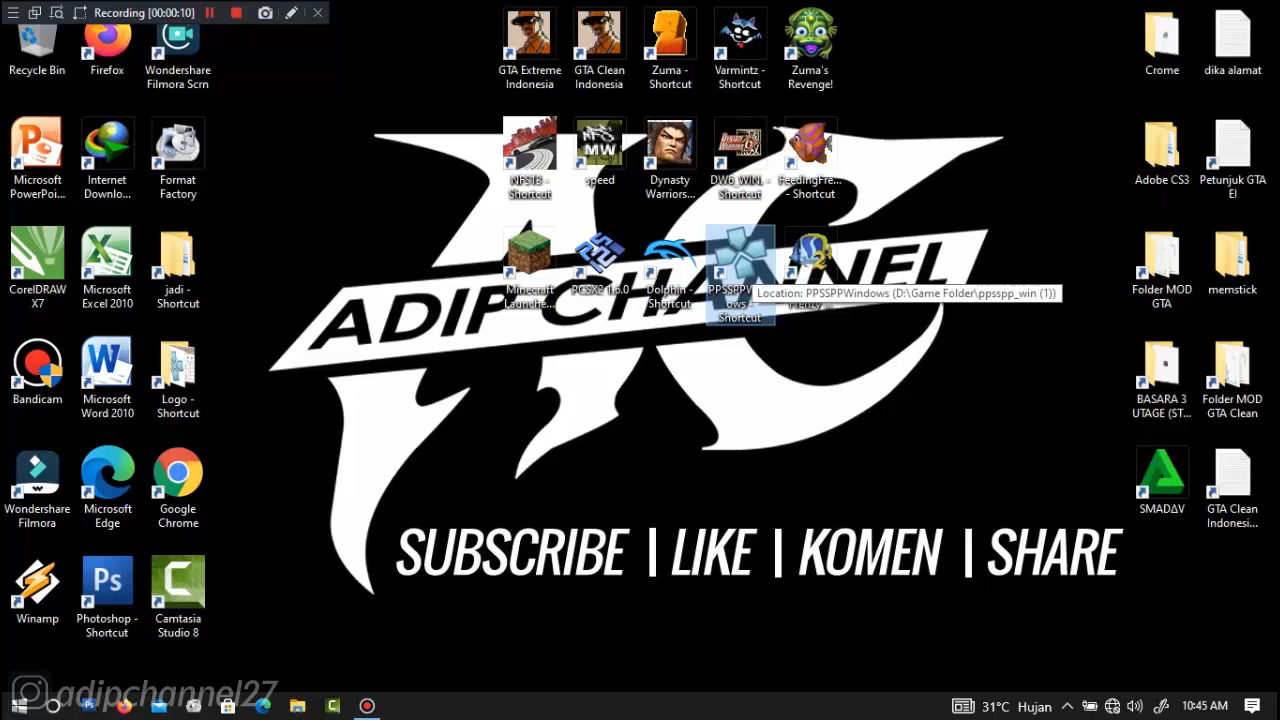 Recording [00:00:10]
Recycle Bin
Firefox
Wondershare
Filmora Scrn
GTA Extreme
Indonesia
GTA Clean
Indonesia
Zuma -
Shortcut
Varmintz -
Shortcut
Zuma's
Revenge!
Crome
dika alamat
Microsoft
PowerPoi...
Internet
Downlo...
Format
Factory
NFS13 -
Shortcut
speed
Dynasty
Warriors...
DW6_WIN. -
Shortcut
FeedingFre...
- Shortcut
Adobe CS3
Petunjuk GTA
EI
CorelDRAW
X7
Microsoft
Excel 2010
jadi -
Shortcut
Minecraft
Launche...
PCSX2 1.6.0
Dolphin -
Shortcut
Shortcut
Location: PPSSPPWindows (D:\Game Folder\ppsspp_win (1))
Folder MOD
GTA
memstick
ADIP CHANNEL
Bandicam
Microsoft
Word 2010
Logo -
Shortcut
BASARA 3
UTAGE (ST...
Folder MOD
GTA Clean
Wondershare
Filmora
Microsoft
Edge
Google
Chrome
SMADΔV
GTA Clean
Indonesi...
SUBSCRIBE | LIKE | KOMEN | SHARE
Winamp
Photoshop -
Shortcut
Camtasia
Studio 8
adipchannel27
31°C Hujan
10:45 AM